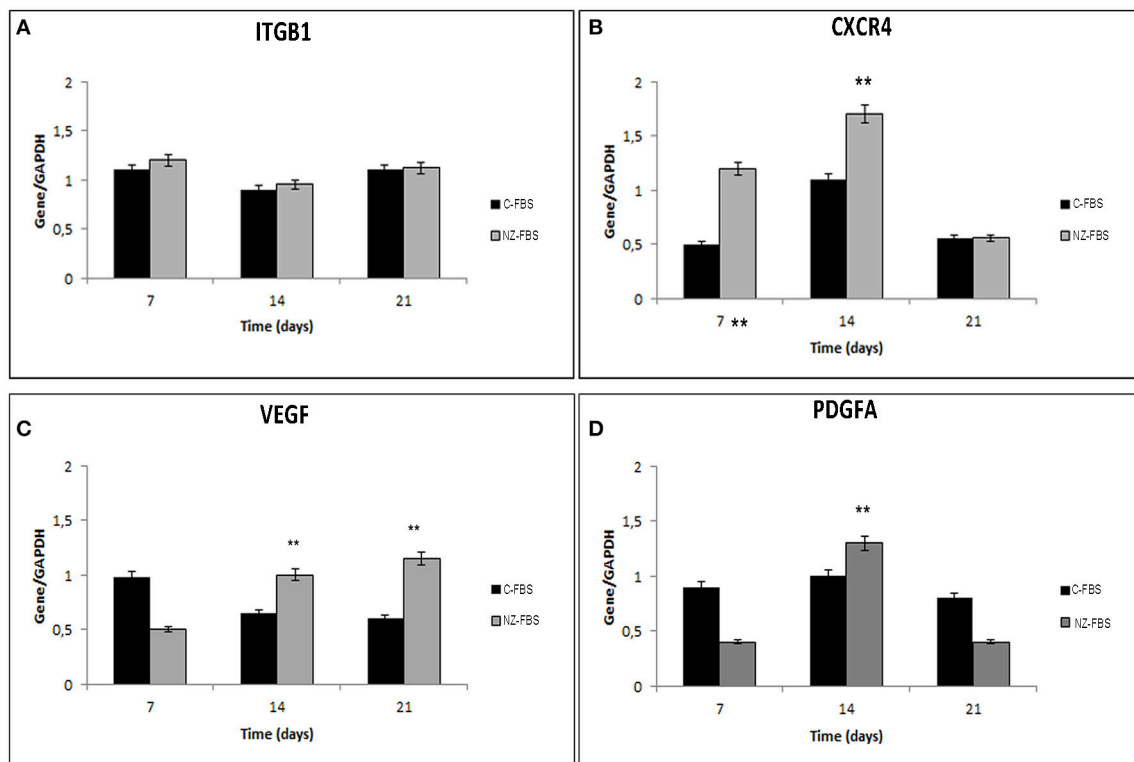 A
ITGB1
2
1,5
1
0,5
0
Gene/GAPDH
7 14 21
Time (days)
C-FBS
NZ-FBS
B
CXCR4
**
2
1,5
1
0,5
0
Gene/GAPDH
7 ** 14 21
Time (days)
C-FBS
NZ-FBS
C
VEGF
2
1,5
1
0,5
0
Gene/GAPDH
** **
7 14 21
Time (days)
C-FBS
NZ-FBS
D
PDGFA
2
1,5
1
0,5
0
Gene/GAPDH
**
7 14 21
Time (days)
C-FBS
NZ-FBS